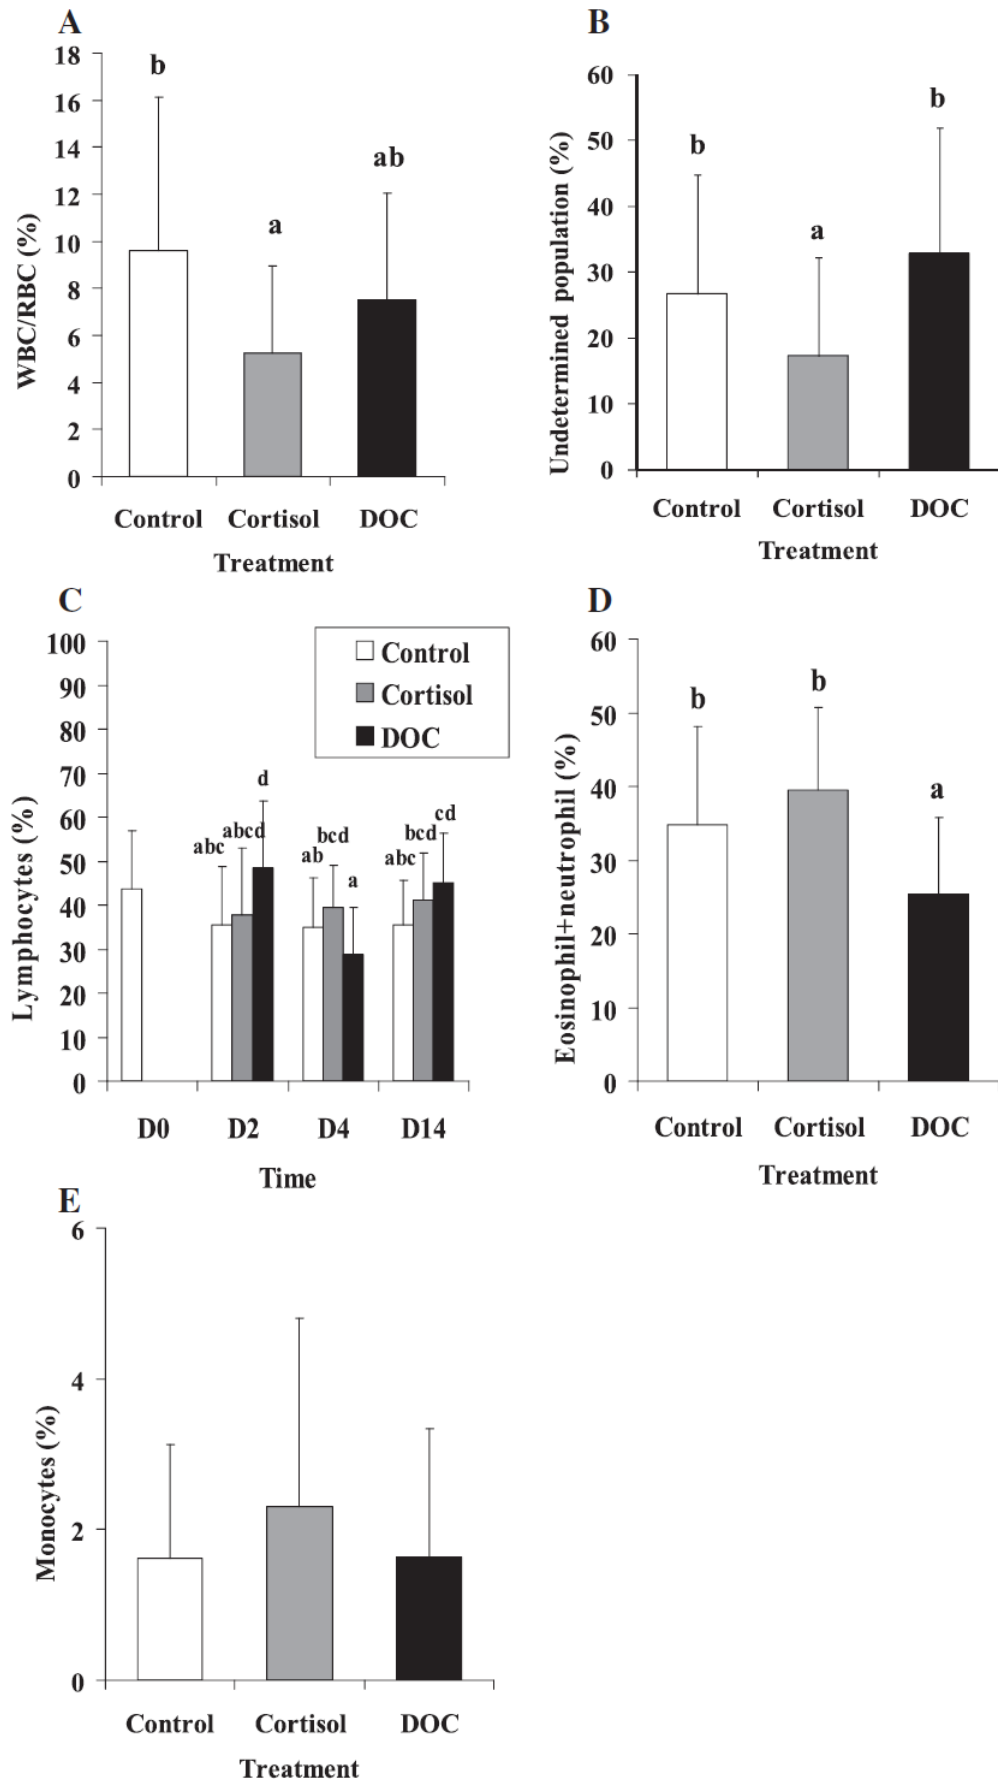 A
WBC/RBC (%)
18
16
14
12
10
8
6
4
2
0
b
a
ab
Control Cortisol DOC
Treatment
B
Undetermined population (%)
60
50
40
30
20
10
0
b
a
b
Control Cortisol DOC
Treatment
C
Lymphocytes (%)
100
90
80
70
60
50
40
30
20
10
0
Control
Cortisol
DOC
abc abcd d
ab bcd a
abc bcd cd
D0 D2 D4 D14
Time
D
Eosinophil+neutrophil (%)
60
50
40
30
20
10
0
b
b
a
Control Cortisol DOC
Treatment
E
Monocytes (%)
6
4
2
0
Control Cortisol DOC
Treatment